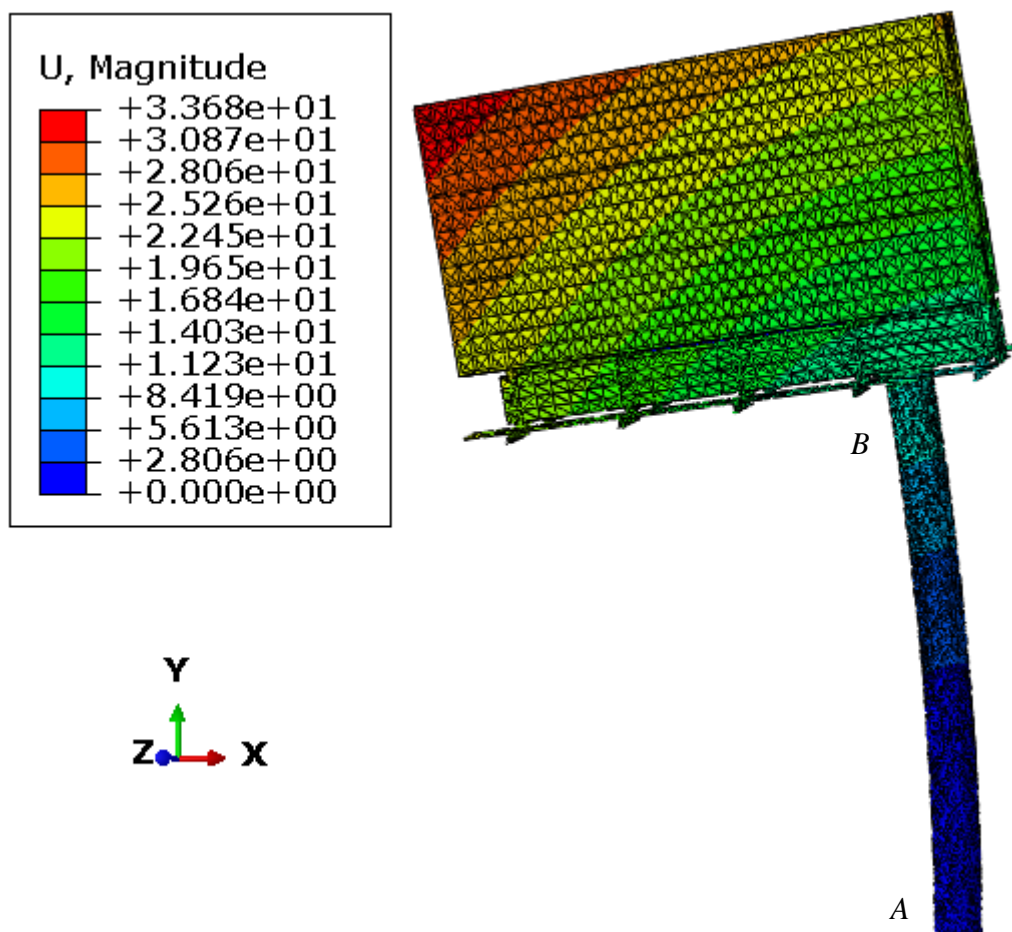 U, Magnitude
+3.368e+01
+3.087e+01
+2.806e+01
+2.526e+01
+2.245e+01
+1.965e+01
+1.684e+01
+1.403e+01
+1.123e+01
+8.419e+00
+5.613e+00
+2.806e+00
+0.000e+00
B
Y
Z X
A